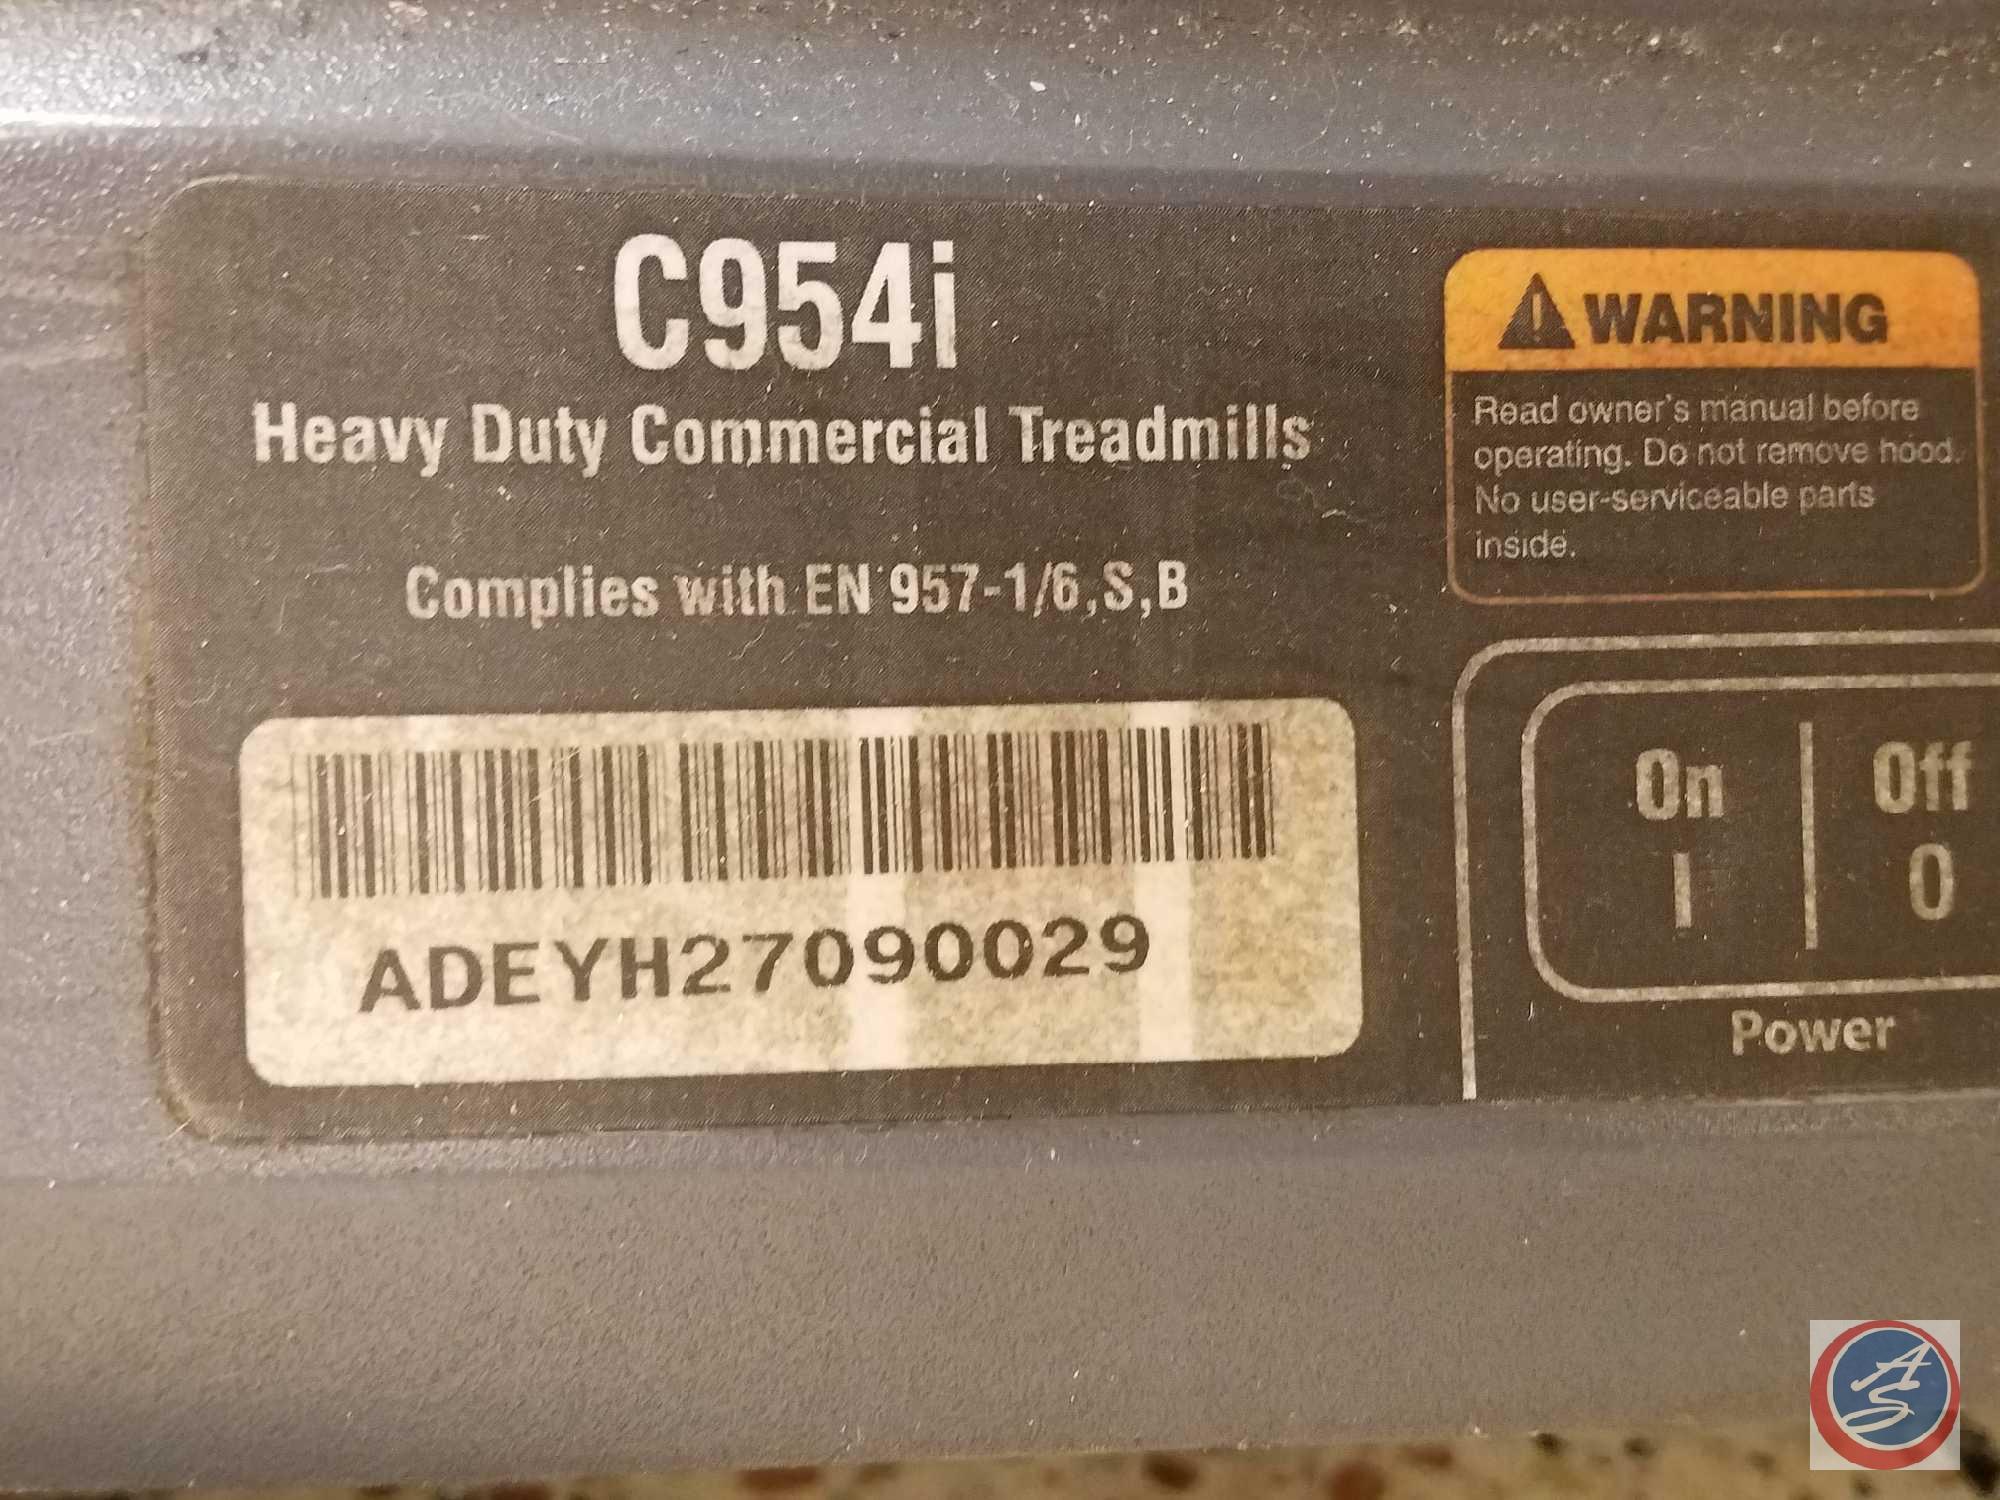 C954i
Heavy Duty Commercial Treadmills
Complies with EN 957-1/6,S,B
ADEYH27090029
WARNING
Read owner's manual before
operating. Do not remove hood.
No user-serviceable parts
inside.
On Off
I O
Power
AS